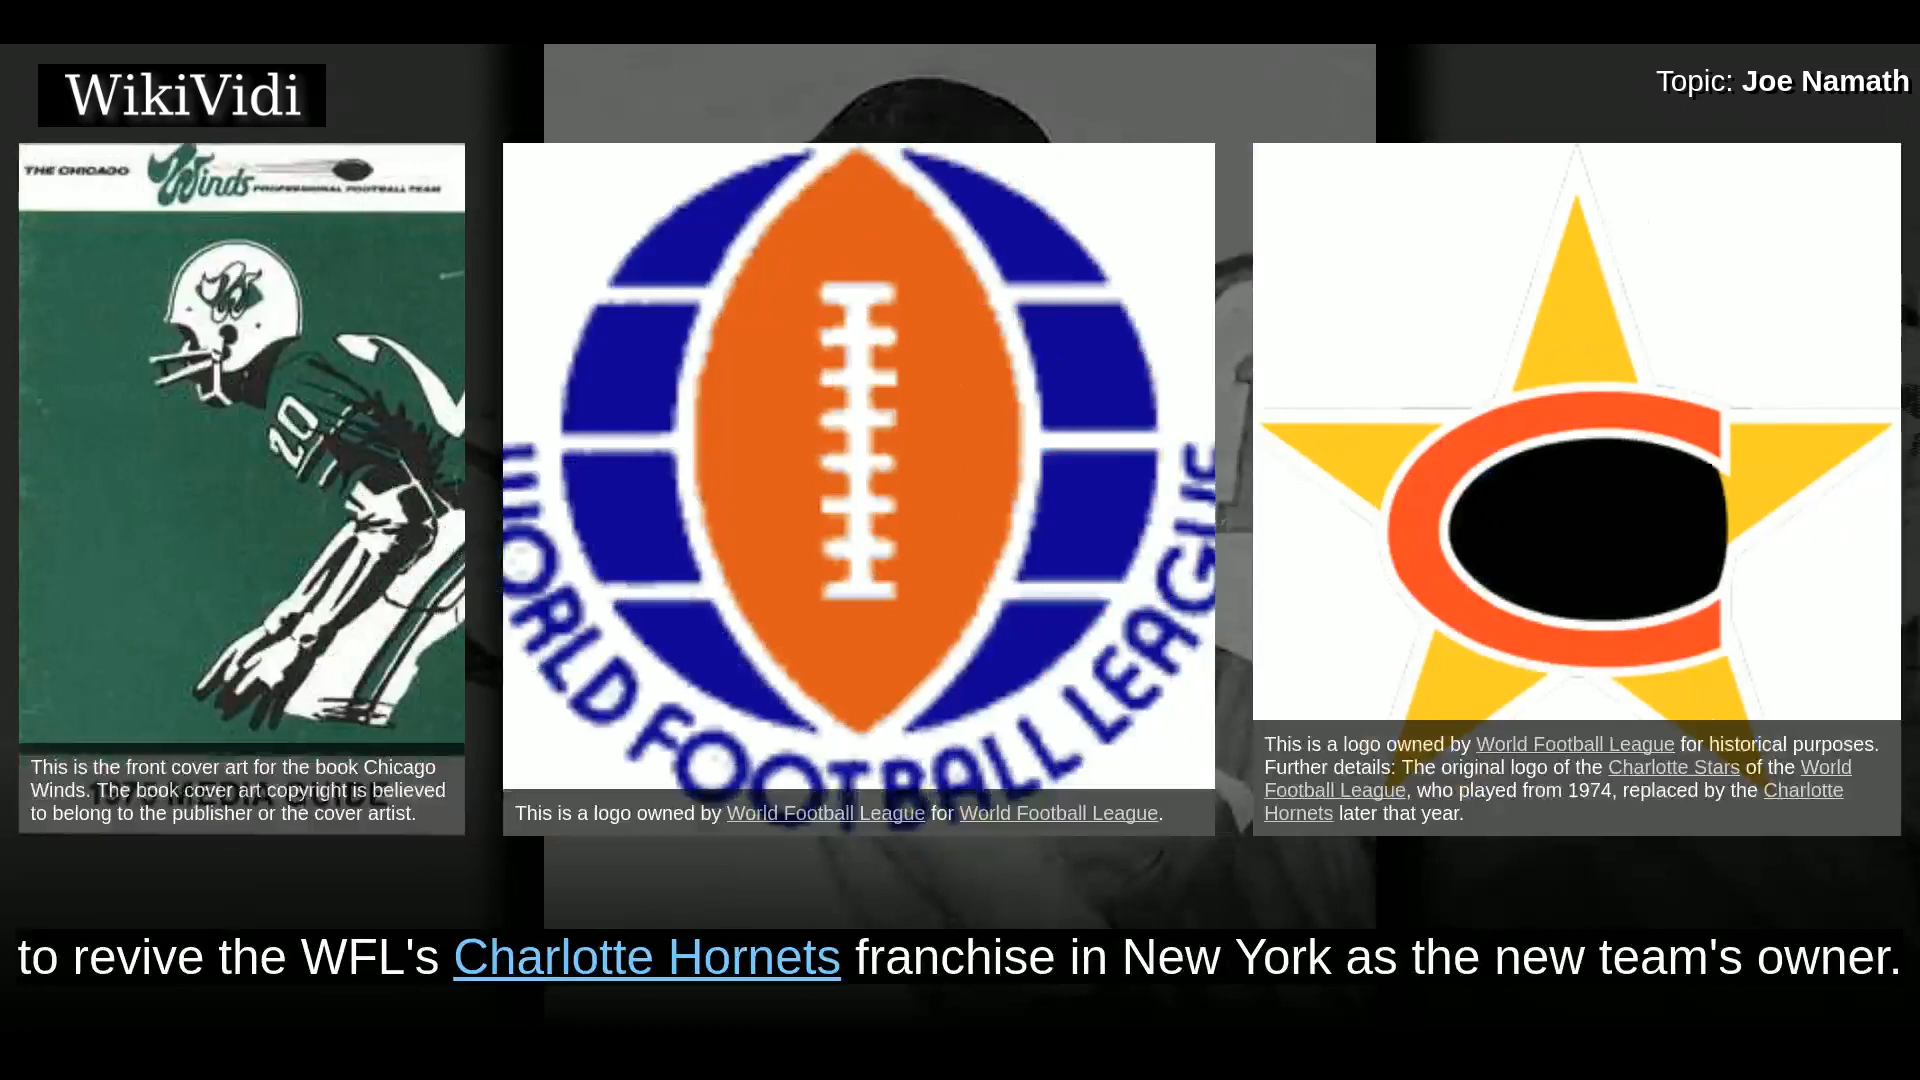 WikiVidi
Topic: Joe Namath
THE CHICAGO Winds PROFESSIONAL FOOTBALL TEAM
W
20
1975 MEDIA GUIDE
This is the front cover art for the book Chicago
Winds. The book cover art copyright is believed
to belong to the publisher or the cover artist.
WORLD FOOTBALL LEAGUE
This is a logo owned by World Football League for World Football League.
C
This is a logo owned by World Football League for historical purposes.
Further details: The original logo of the Charlotte Stars of the World
Football League, who played from 1974, replaced by the Charlotte
Hornets later that year.
to revive the WFL's Charlotte Hornets franchise in New York as the new team's owner.